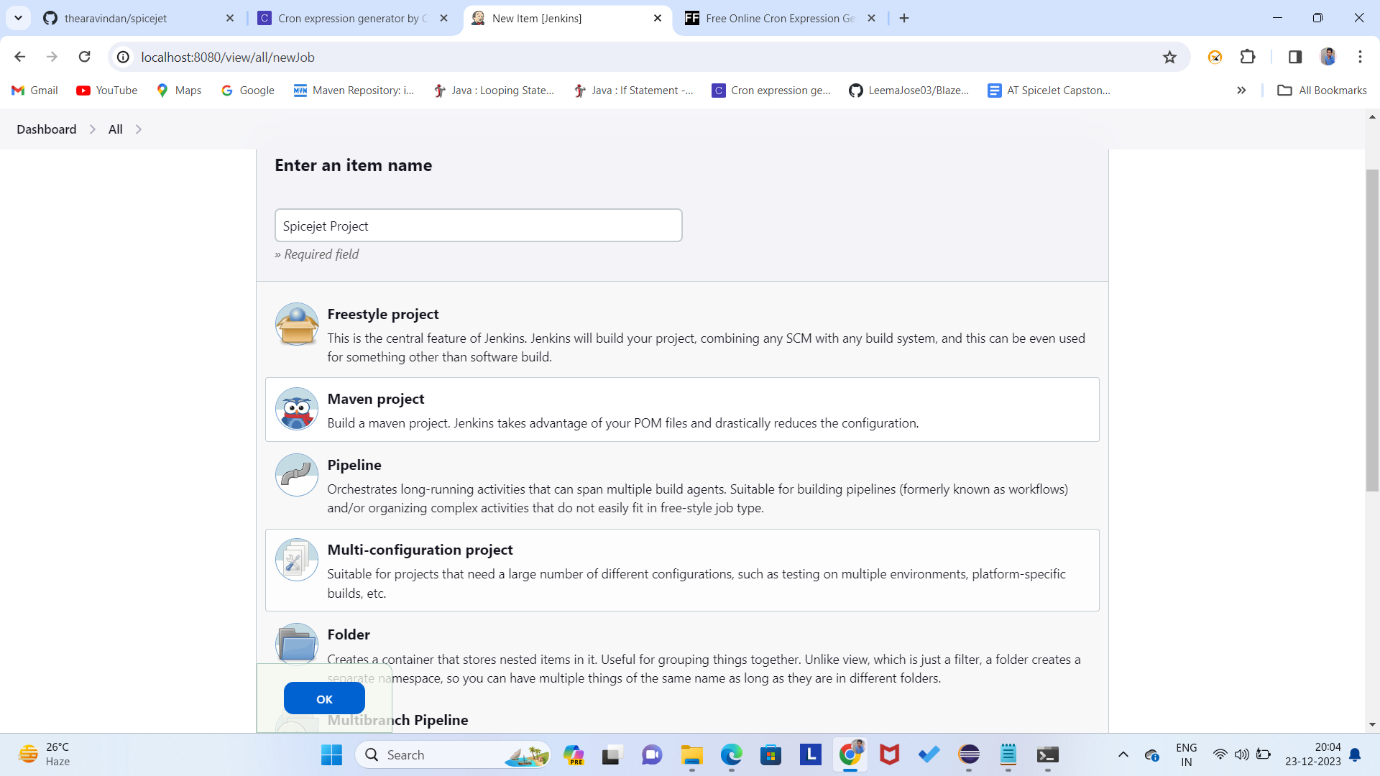 thearavindan/spicejet
Cron expression generator by C
New Item [Jenkins]
FF
Free Online Cron Expression Ge
localhost:8080/view/all/newJob
Gmail
YouTube
Maps
Google
Maven Repository: i...
Java : Looping State...
Java : If Statement -...
Cron expression ge...
LeemaJose03/Blaze...
AT SpiceJet Capston...
All Bookmarks
Dashboard
All
Enter an item name
Spicejet Project
» Required field
Freestyle project
This is the central feature of Jenkins. Jenkins will build your project, combining any SCM with any build system, and this can be even used
for something other than software build.
Maven project
Build a maven project. Jenkins takes advantage of your POM files and drastically reduces the configuration.
Pipeline
Orchestrates long-running activities that can span multiple build agents. Suitable for building pipelines (formerly known as workflows)
and/or organizing complex activities that do not easily fit in free-style job type.
Multi-configuration project
Suitable for projects that need a large number of different configurations, such as testing on multiple environments, platform-specific
builds, etc.
Folder
Creates a container that stores nested items in it. Useful for grouping things together. Unlike view, which is just a filter, a folder creates a
separate namespace, so you can have multiple things of the same name as long as they are in different folders.
OK
Multibranch Pipeline
26°C
Haze
Search
PRE
L
ENG
IN
20:04
23-12-2023